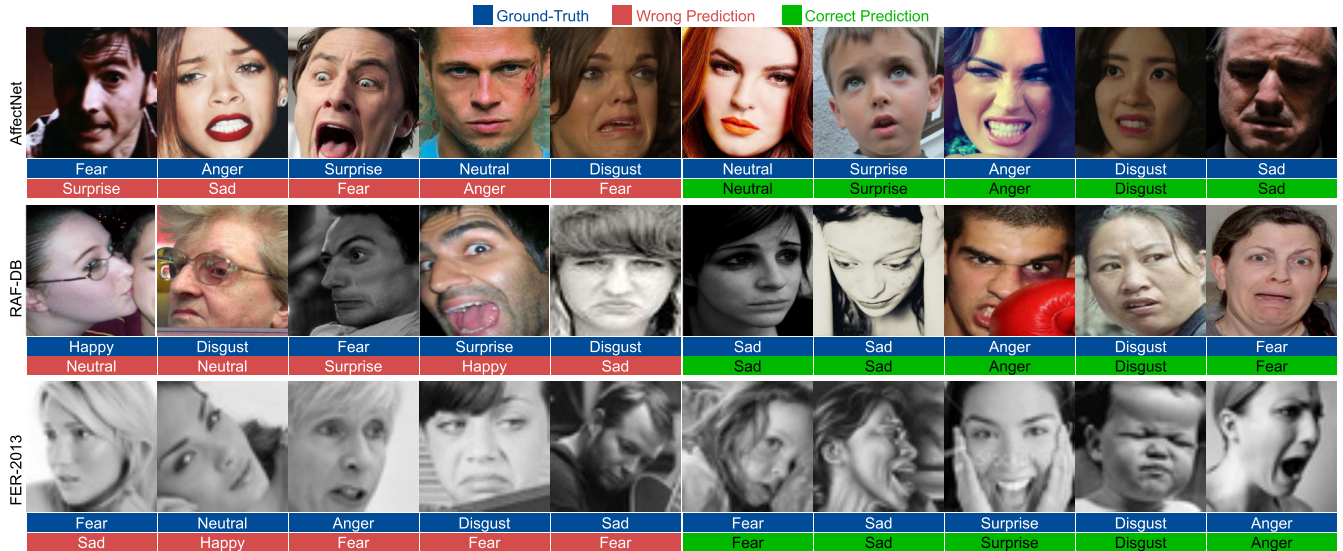 Ground-Truth Wrong Prediction Correct Prediction
AffectNet
Fear Anger Surprise Neutral Disgust Neutral Surprise Anger Disgust Sad
Surprise Sad Fear Anger Fear Neutral Surprise Anger Disgust Sad
RAF-DB
Happy Disgust Fear Surprise Disgust Sad Sad Anger Disgust Fear
Neutral Neutral Surprise Happy Sad Sad Sad Anger Disgust Fear
FER-2013
Fear Neutral Anger Disgust Sad Fear Sad Surprise Disgust Anger
Sad Happy Fear Fear Fear Fear Sad Surprise Disgust Anger